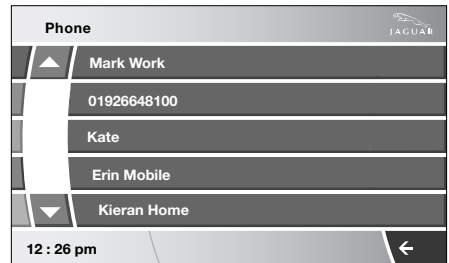 Phone
JAGUAR
Mark Work
01926648100
Kate
Erin Mobile
Kieran Home
12 : 26 pm